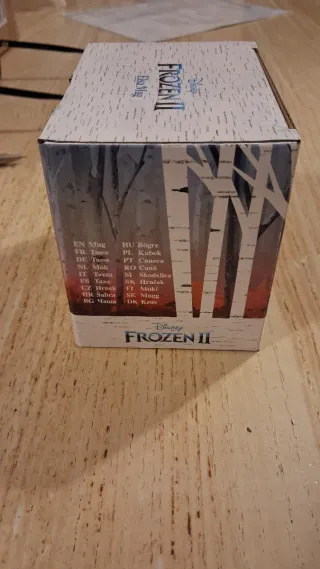 Disney
FROZEN II
EN Mug
FR Tasse
DE Tasse
NL Mok
IT Tazza
ES Taza
CZ Hrnek
HR Šalica
BG Чаша
HU Bögre
PL Kubek
PT Caneca
RO Cană
SI Skodelica
SK Hrnček
FI Muki
SE Mugg
DK Krus
Disney
FROZEN II